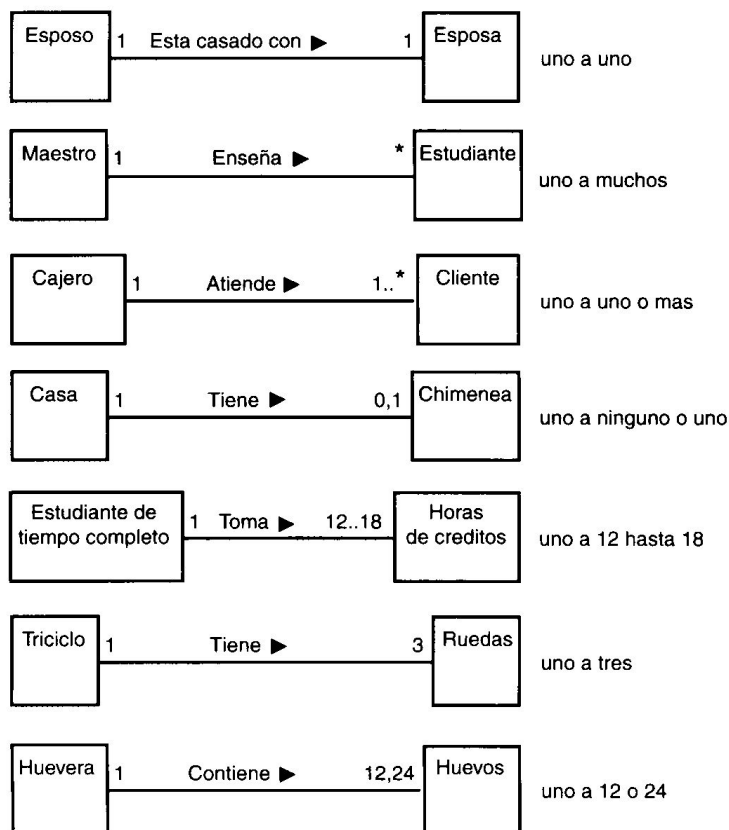 Esposo 1 Esta casado con ▶ 1 Esposa
uno a uno
Maestro 1 Enseña ▶ * Estudiante
uno a muchos
Cajero 1 Atiende ▶ 1..* Cliente
uno a uno o mas
Casa 1 Tiene ▶ 0,1 Chimenea
uno a ninguno o uno
Estudiante de
tiempo completo
1 Toma ▶ 12..18
Horas
de creditos
uno a 12 hasta 18
Triciclo 1 Tiene ▶ 3 Ruedas
uno a tres
Huevera 1 Contiene ▶ 12,24 Huevos
uno a 12 o 24